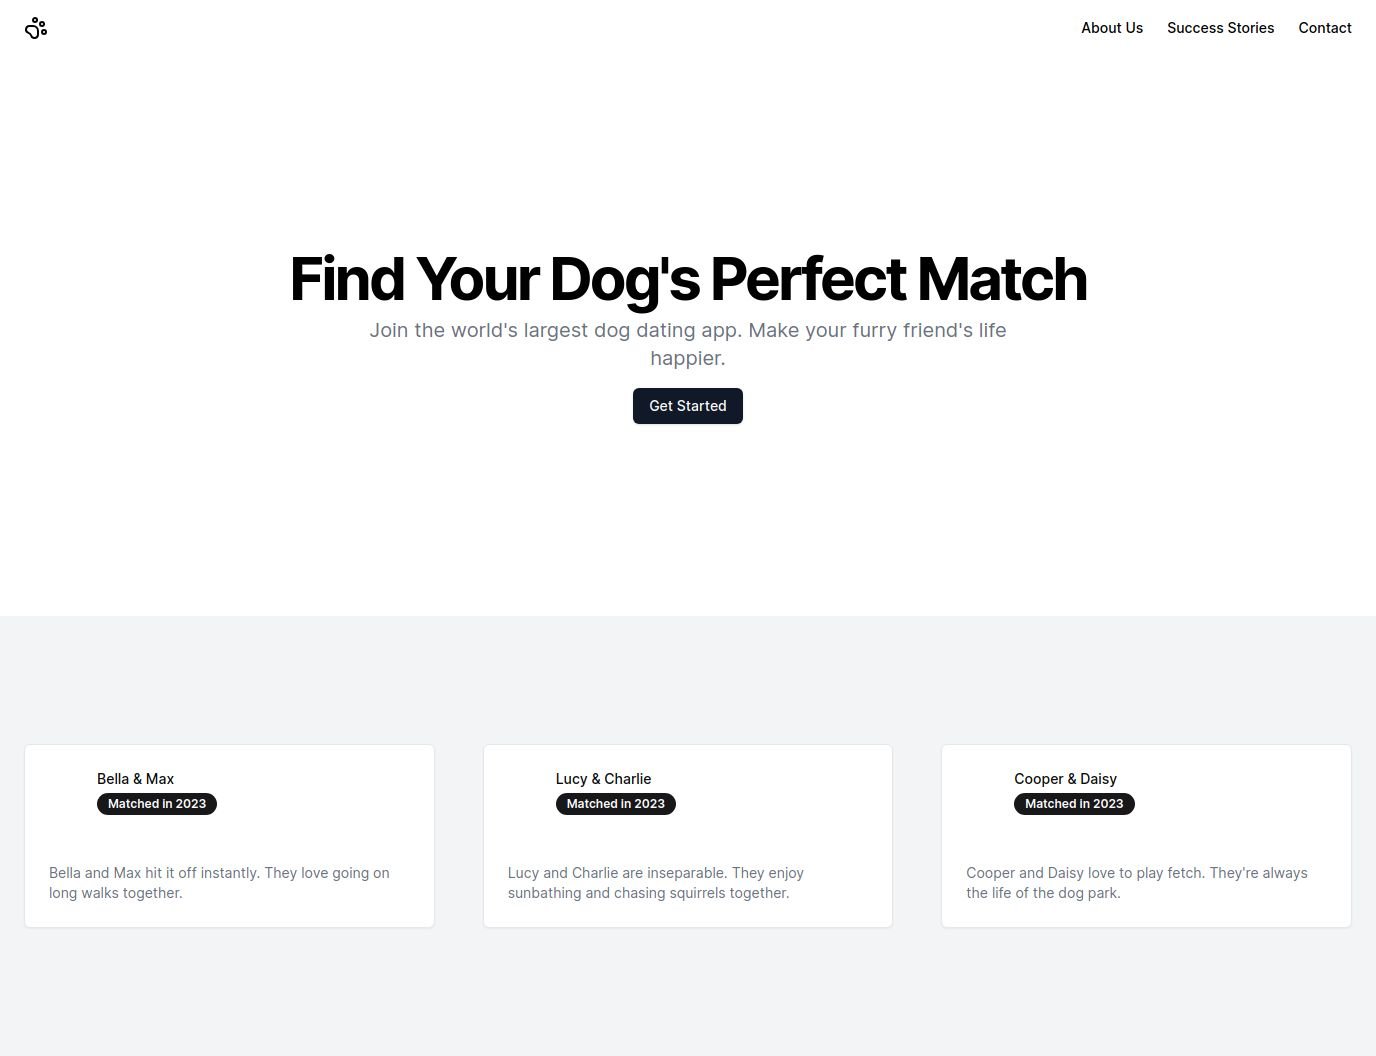 About Us Success Stories Contact
Find Your Dog's Perfect Match
Join the world's largest dog dating app. Make your furry friend's life
happier.
Get Started
Bella & Max
Matched in 2023
Bella and Max hit it off instantly. They love going on
long walks together.
Lucy & Charlie
Matched in 2023
Lucy and Charlie are inseparable. They enjoy
sunbathing and chasing squirrels together.
Cooper & Daisy
Matched in 2023
Cooper and Daisy love to play fetch. They're always
the life of the dog park.